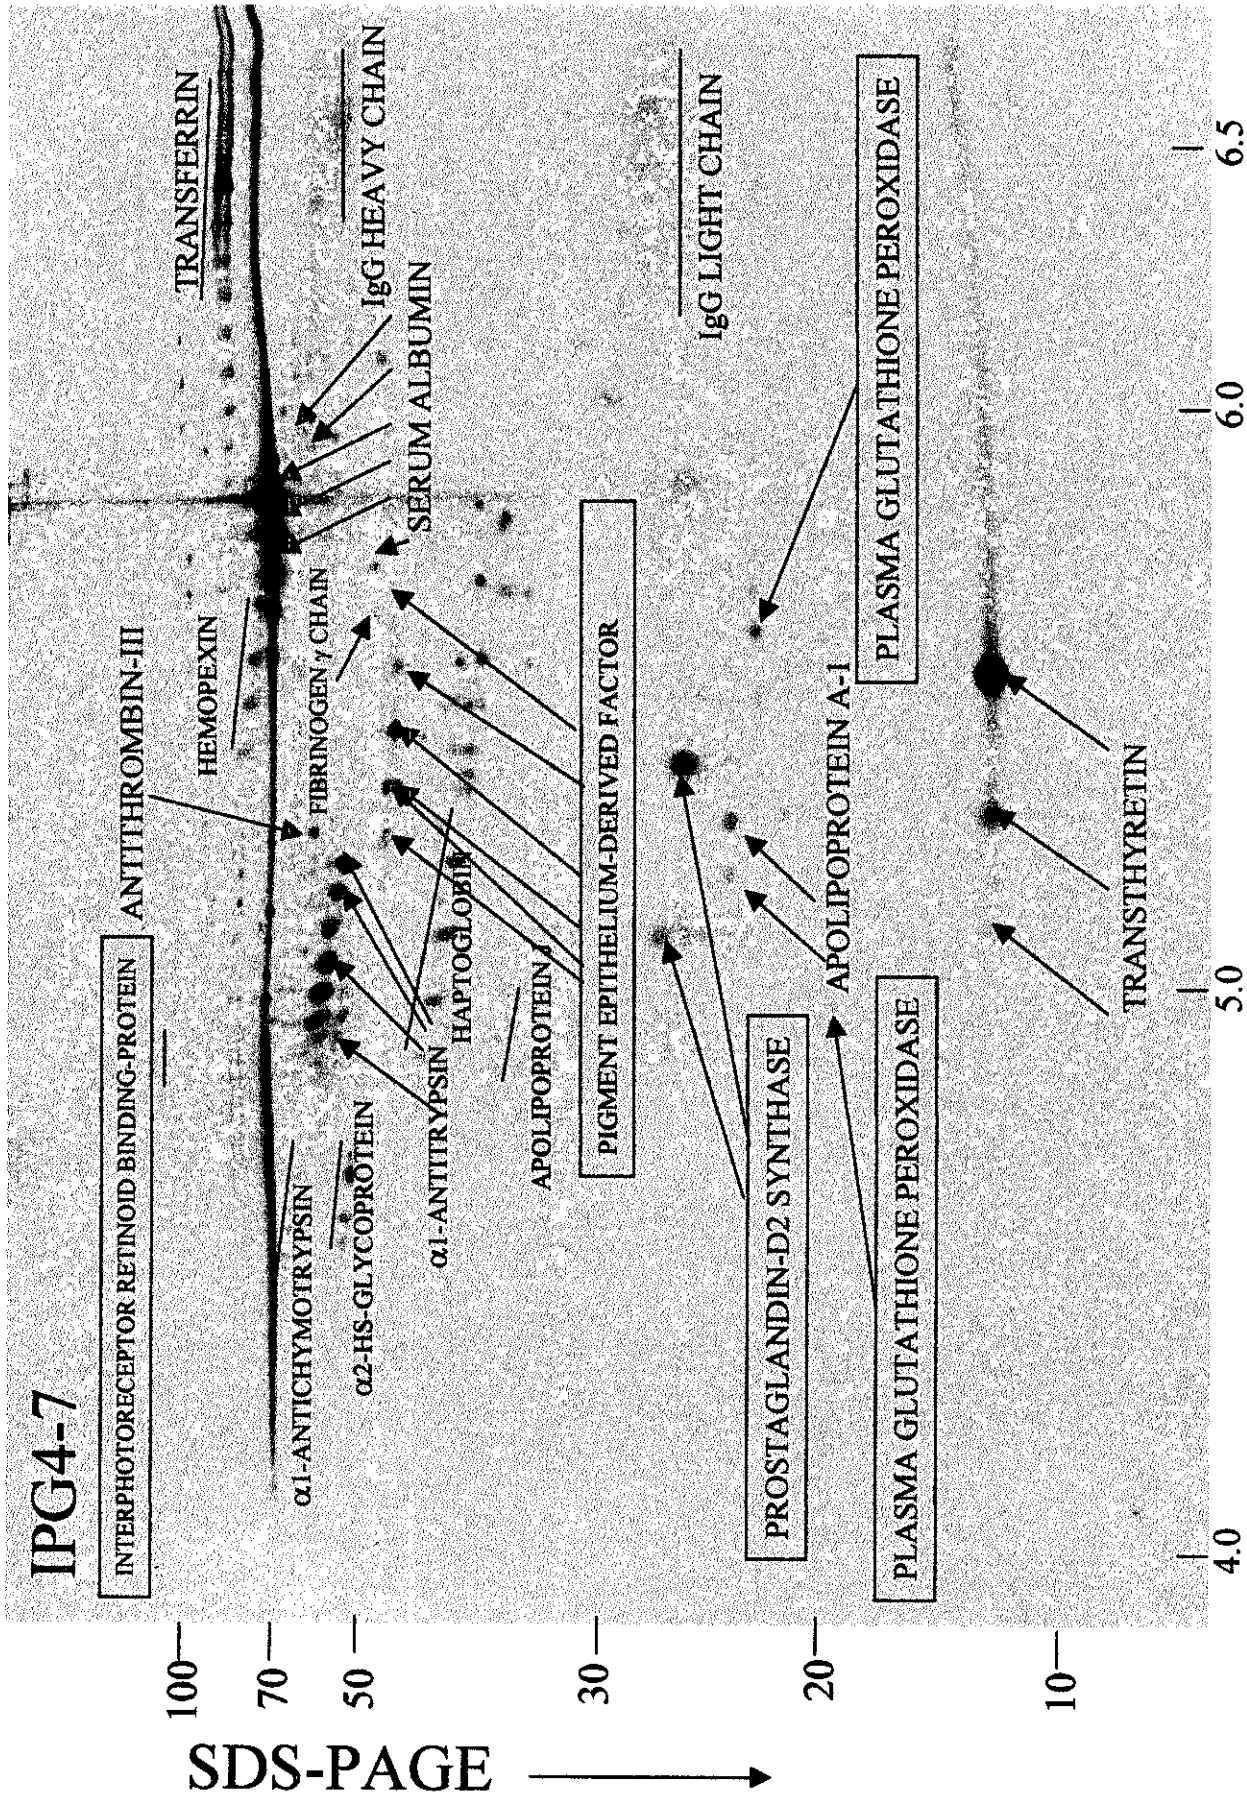 IPG4-7
INTERPHOTORECEPTOR RETINOID BINDING-PROTEIN
ANTITHROMBIN-III
TRANSFERRIN
HEMOPEXIN
α1-ANTICHYMOTRYPSIN
FIBRINOGEN γ CHAIN
α2-HS-GLYCOPROTEIN
IgG HEAVY CHAIN
SERUM ALBUMIN
α1-ANTITRYPSIN
HAPTOGLOBIN
APOLIPOPROTEIN
PIGMENT EPITHELIUM-DERIVED FACTOR
IgG LIGHT CHAIN
PROSTAGLANDIN-D2 SYNTHASE
APOLIPOPROTEIN A-1
PLASMA GLUTATHIONE PEROXIDASE
PLASMA GLUTATHIONE PEROXIDASE
TRANSTHYRETIN
100
70
50
30
20
10
SDS-PAGE
4.0
5.0
6.0
6.5